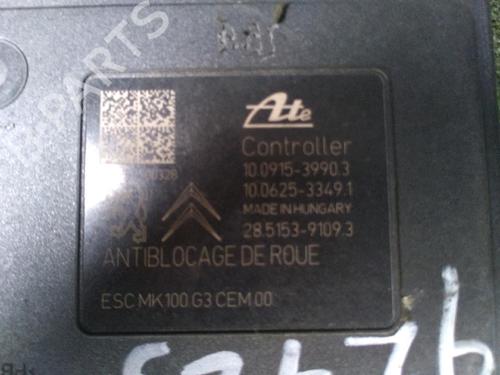 Ate
Controller
10.0915-3990.3
10.0625-3349.1
MADE IN HUNGARY
28.5153-9109.3
ANTIBLOCAGE DE ROUE
ESC MK100 G3 CEM 00